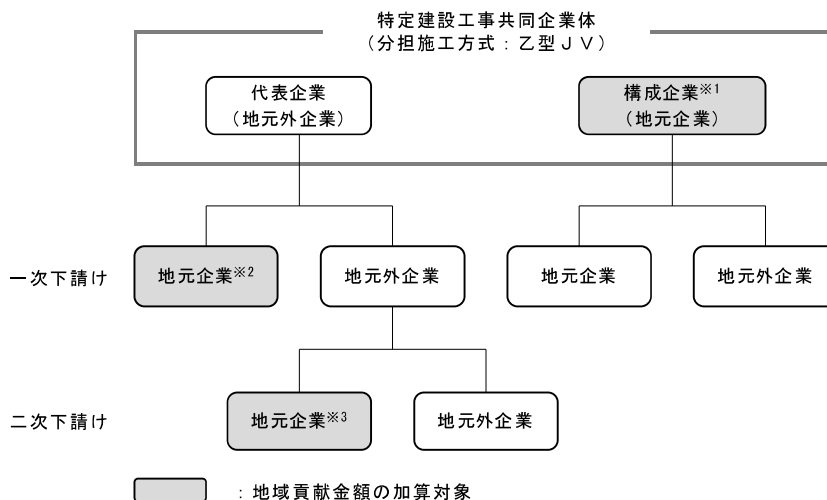 特定建設工事共同企業体
（分担施工方式：乙型ＪＶ）
代表企業
（地元外企業）
構成企業※1
（地元企業）
一次下請け
地元企業※2
地元外企業
地元企業
地元外企業
二次下請け
地元企業※3
地元外企業
：地域貢献金額の加算対象